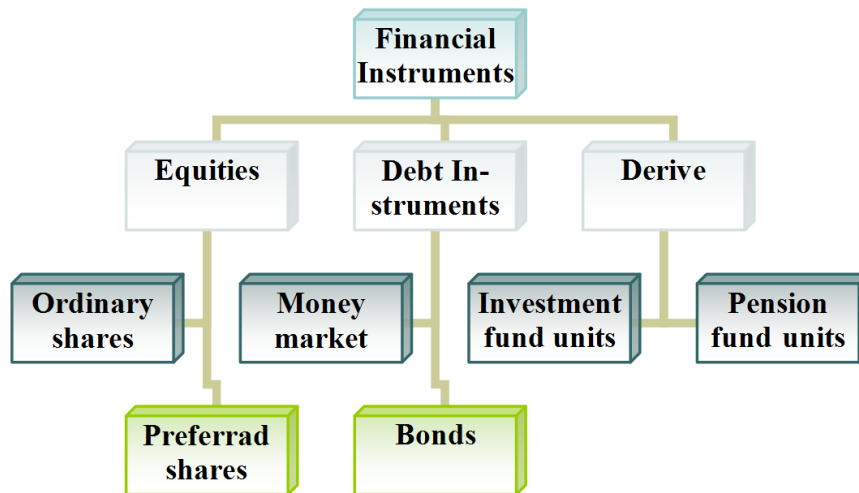 Financial
Instruments
Equities
Debt In-
struments
Derive
Ordinary
shares
Money
market
Investment
fund units
Pension
fund units
Preferrad
shares
Bonds